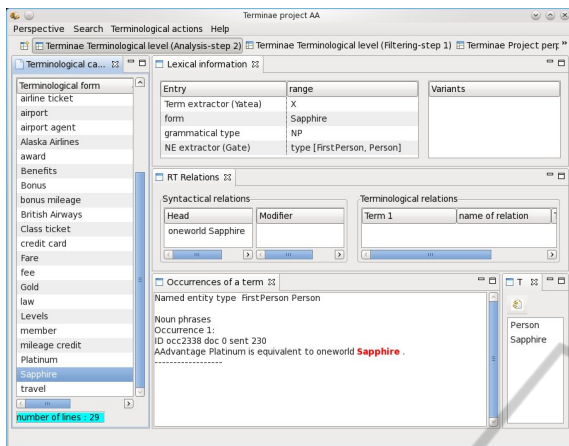 Terminae project AA
Perspective Search Terminological actions Help
Terminae Terminological level (Analysis-step 2) Terminae Terminological level (Filtering-step 1) Terminae Project perp »
Terminological ca...
Terminological form
airline ticket
airport
airport agent
Alaska Airlines
award
Benefits
Bonus
bonus mileage
British Airways
Class ticket
credit card
Fare
fee
Gold
law
Levels
member
mileage credit
Platinum
Sapphire
travel
number of lines : 29
Lexical information
Entry range
Term extractor (Yatea) X
form Sapphire
grammatical type NP
NE extractor (Gate) type [FirstPerson, Person]
Variants
RT Relations
Syntactical relations
Head Modifier
oneworld Sapphire
Terminological relations
Term 1 name of relation
Occurrences of a term
Named entity type FirstPerson Person
Noun phrases
Occurrence 1:
ID occ2338 doc 0 sent 230
AAdvantage Platinum is equivalent to oneworld Sapphire .
------------------
T
Person
Sapphire